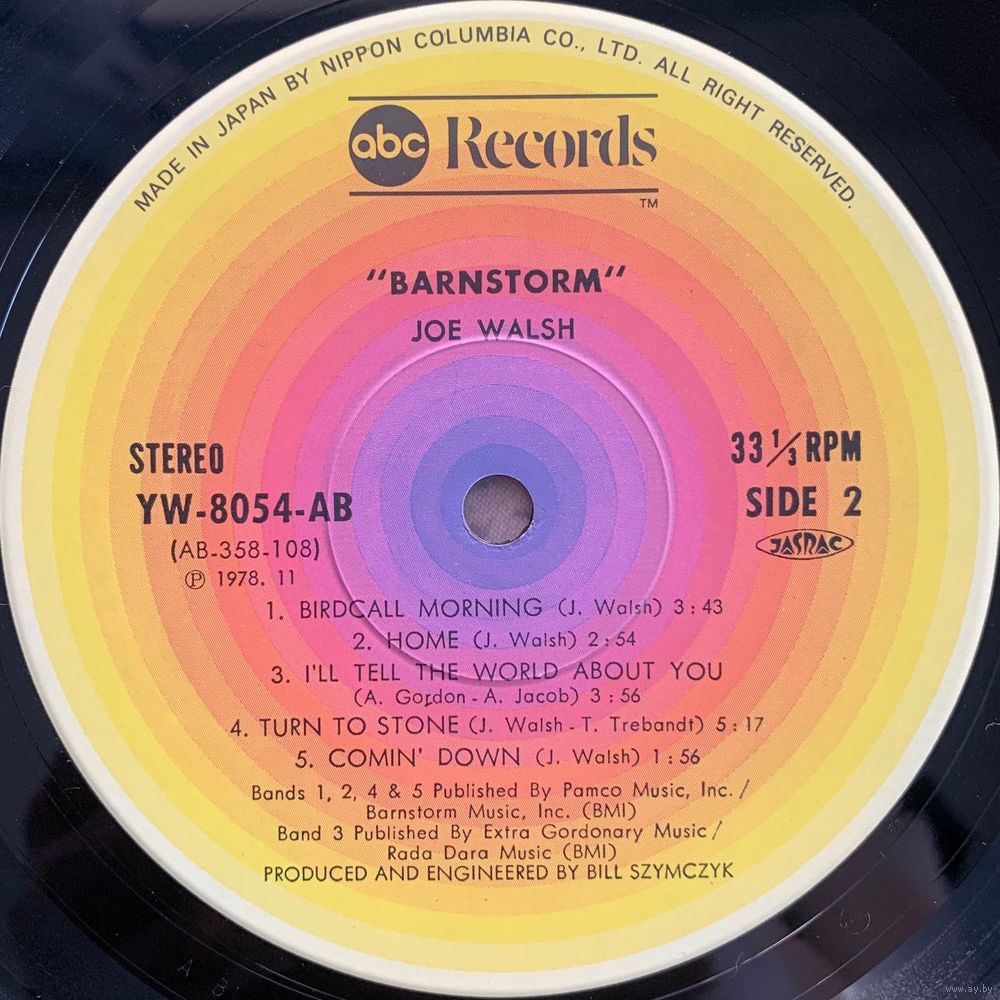 MADE IN JAPAN BY NIPPON COLUMBIA CO., LTD. ALL RIGHT RESERVED.
abc Records
TM
"BARNSTORM"
JOE WALSH
STEREO
YW-8054-AB
(AB-358-108)
Ⓟ 1978. 11
33 1/3 RPM
SIDE 2
JASRAC
1. BIRDCALL MORNING (J. Walsh) 3:43
2. HOME (J. Walsh) 2:54
3. I'LL TELL THE WORLD ABOUT YOU
(A. Gordon - A. Jacob) 3:56
4. TURN TO STONE (J. Walsh - T. Trebandt) 5:17
5. COMIN' DOWN (J. Walsh) 1:56
Bands 1, 2, 4 & 5 Published By Pamco Music, Inc./
Barnstorm Music, Inc. (BMI)
Band 3 Published By Extra Gordonary Music/
Rada Dara Music (BMI)
PRODUCED AND ENGINEERED BY BILL SZYMCZYK
A B
www.ay.by